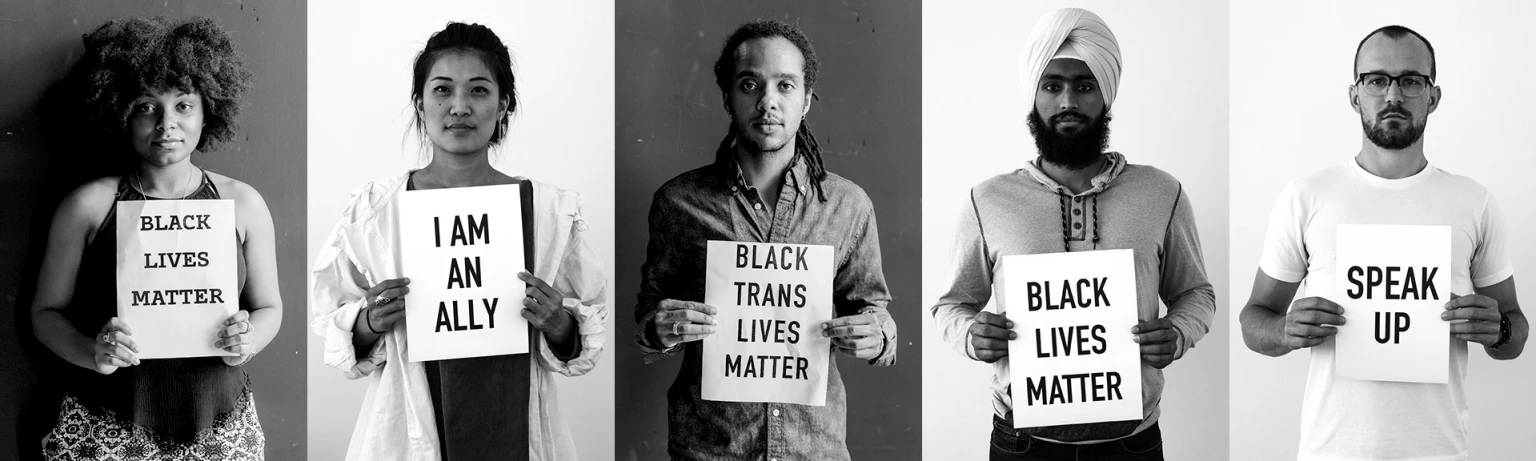 BLACK
LIVES
MATTER
I AM
AN
ALLY
BLACK
TRANS
LIVES
MATTER
BLACK
LIVES
MATTER
SPEAK
UP